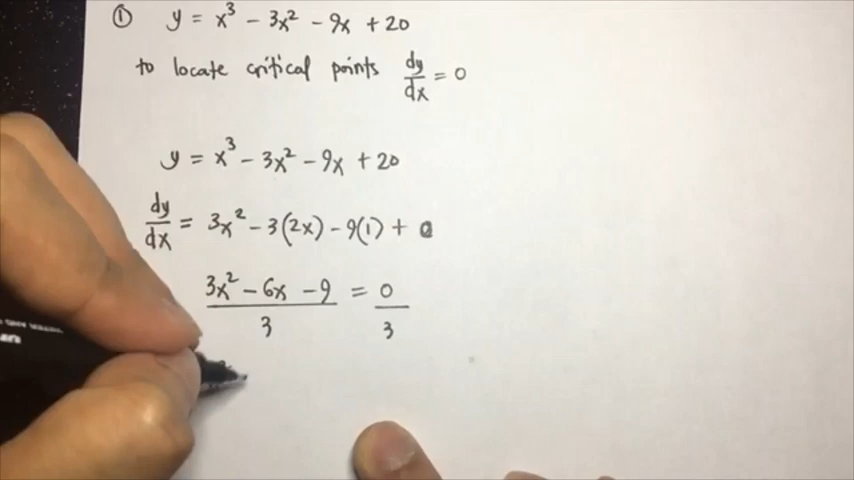 ① y = x³ - 3x² - 9x + 20
to locate critical points dy/dx = 0
y = x³ - 3x² - 9x + 20
dy/dx = 3x² - 3(2x) - 9(1) + 0
(3x² - 6x - 9)/3 = 0/3